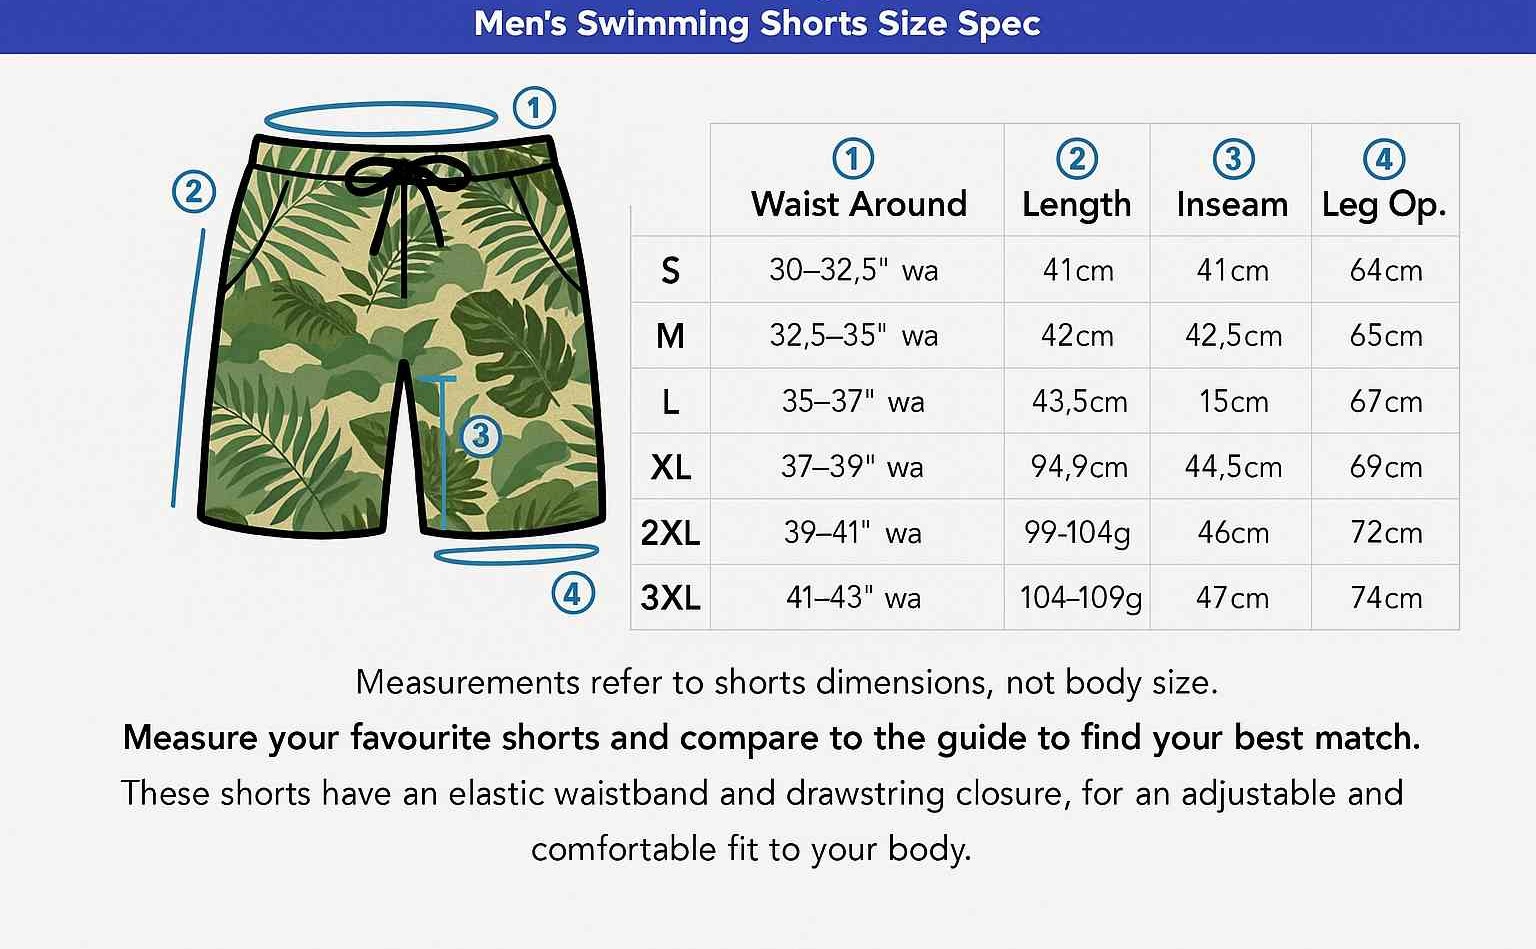 Men's Swimming Shorts Size Spec
1
2
3
4
1 2 3 4
Waist Around Length Inseam Leg Op.
S 30–32,5" wa 41cm 41cm 64cm
M 32,5–35" wa 42cm 42,5cm 65cm
L 35–37" wa 43,5cm 15cm 67cm
XL 37–39" wa 94,9cm 44,5cm 69cm
2XL 39–41" wa 99-104g 46cm 72cm
3XL 41–43" wa 104–109g 47cm 74cm
Measurements refer to shorts dimensions, not body size.
Measure your favourite shorts and compare to the guide to find your best match.
These shorts have an elastic waistband and drawstring closure, for an adjustable and
comfortable fit to your body.